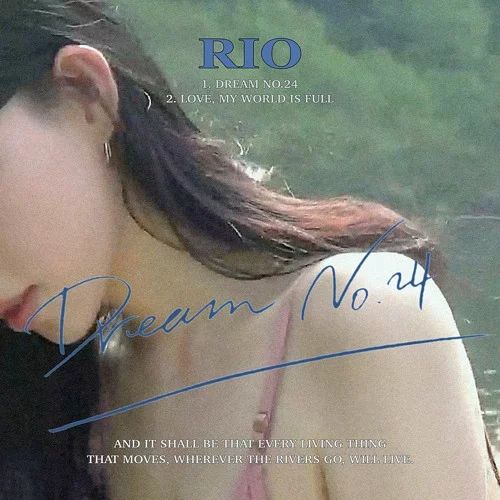 RIO
1. DREAM NO.24
2. LOVE, MY WORLD IS FULL
Dream No.24
AND IT SHALL BE THAT EVERY LIVING THING
THAT MOVES, WHEREVER THE RIVERS GO, WILL LIVE.